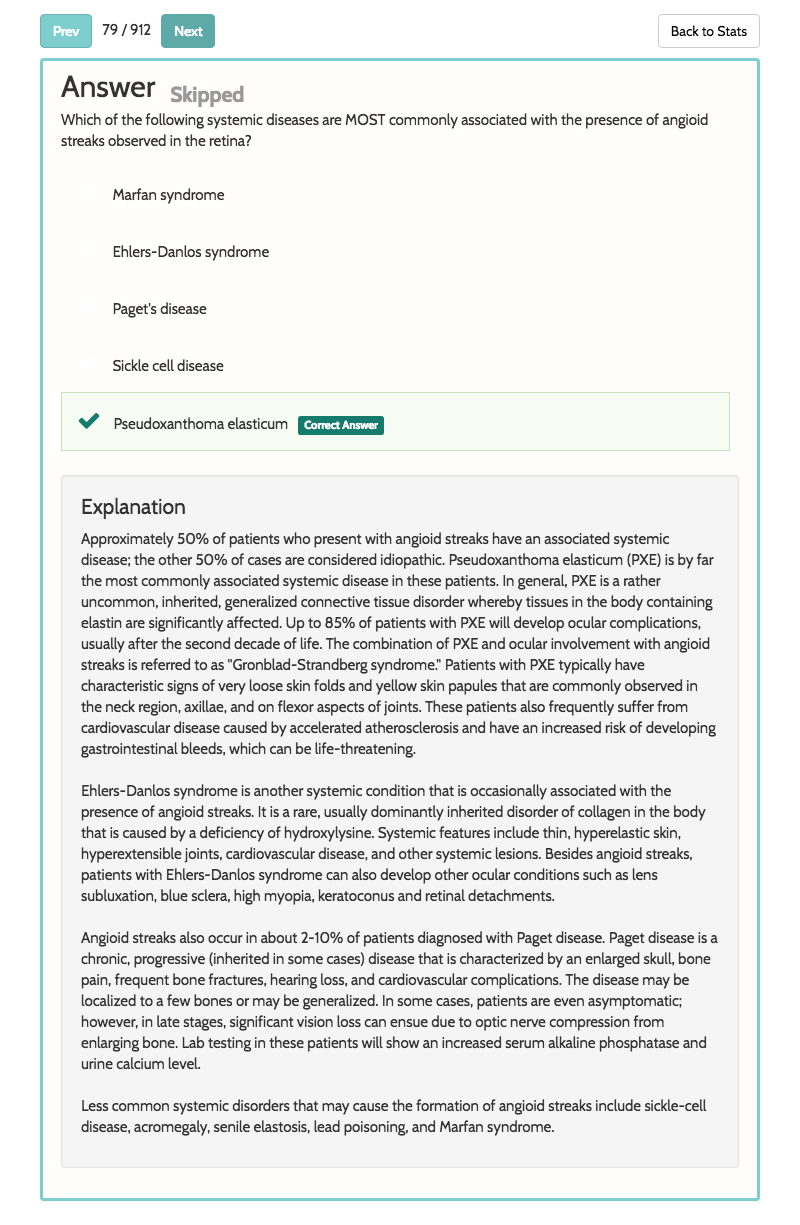 Prev 79 / 912 Next Back to Stats
Answer Skipped
Which of the following systemic diseases are MOST commonly associated with the presence of angioid
streaks observed in the retina?
Marfan syndrome
Ehlers-Danlos syndrome
Paget's disease
Sickle cell disease
Pseudoxanthoma elasticum Correct Answer
Explanation
Approximately 50% of patients who present with angioid streaks have an associated systemic
disease; the other 50% of cases are considered idiopathic. Pseudoxanthoma elasticum (PXE) is by far
the most commonly associated systemic disease in these patients. In general, PXE is a rather
uncommon, inherited, generalized connective tissue disorder whereby tissues in the body containing
elastin are significantly affected. Up to 85% of patients with PXE will develop ocular complications,
usually after the second decade of life. The combination of PXE and ocular involvement with angioid
streaks is referred to as "Gronblad-Strandberg syndrome." Patients with PXE typically have
characteristic signs of very loose skin folds and yellow skin papules that are commonly observed in
the neck region, axillae, and on flexor aspects of joints. These patients also frequently suffer from
cardiovascular disease caused by accelerated atherosclerosis and have an increased risk of developing
gastrointestinal bleeds, which can be life-threatening.
Ehlers-Danlos syndrome is another systemic condition that is occasionally associated with the
presence of angioid streaks. It is a rare, usually dominantly inherited disorder of collagen in the body
that is caused by a deficiency of hydroxylysine. Systemic features include thin, hyperelastic skin,
hyperextensible joints, cardiovascular disease, and other systemic lesions. Besides angioid streaks,
patients with Ehlers-Danlos syndrome can also develop other ocular conditions such as lens
subluxation, blue sclera, high myopia, keratoconus and retinal detachments.
Angioid streaks also occur in about 2-10% of patients diagnosed with Paget disease. Paget disease is a
chronic, progressive (inherited in some cases) disease that is characterized by an enlarged skull, bone
pain, frequent bone fractures, hearing loss, and cardiovascular complications. The disease may be
localized to a few bones or may be generalized. In some cases, patients are even asymptomatic;
however, in late stages, significant vision loss can ensue due to optic nerve compression from
enlarging bone. Lab testing in these patients will show an increased serum alkaline phosphatase and
urine calcium level.
Less common systemic disorders that may cause the formation of angioid streaks include sickle-cell
disease, acromegaly, senile elastosis, lead poisoning, and Marfan syndrome.